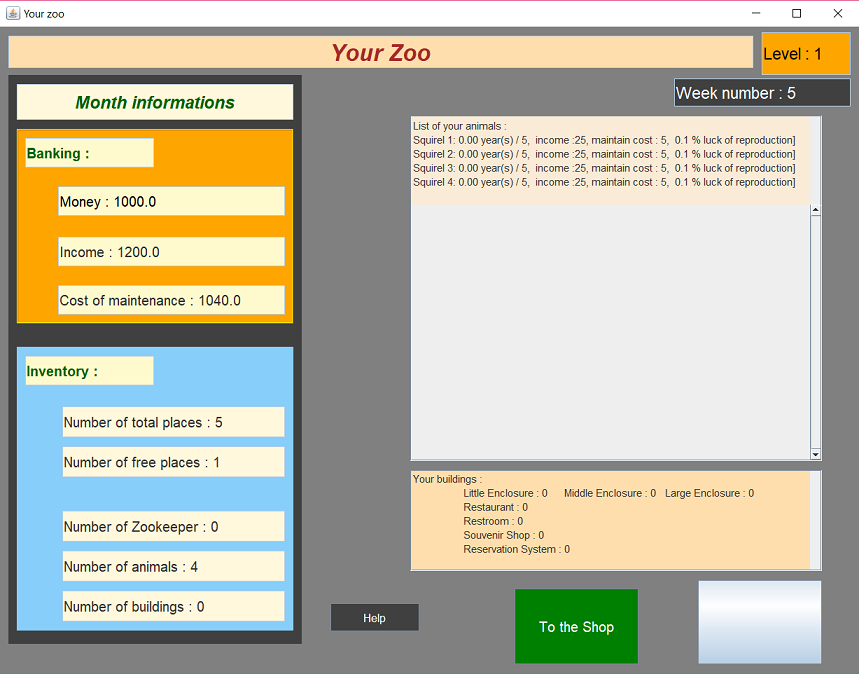 Your zoo
Your Zoo
Level : 1
Week number : 5
Month informations
Banking :
Money : 1000.0
Income : 1200.0
Cost of maintenance : 1040.0
Inventory :
Number of total places : 5
Number of free places : 1
Number of Zookeeper : 0
Number of animals : 4
Number of buildings : 0
List of your animals :
Squirel 1: 0.00 year(s) / 5,  income :25, maintain cost : 5,  0.1 % luck of reproduction]
Squirel 2: 0.00 year(s) / 5,  income :25, maintain cost : 5,  0.1 % luck of reproduction]
Squirel 3: 0.00 year(s) / 5,  income :25, maintain cost : 5,  0.1 % luck of reproduction]
Squirel 4: 0.00 year(s) / 5,  income :25, maintain cost : 5,  0.1 % luck of reproduction]
Your buildings :
Little Enclosure : 0     Middle Enclosure : 0   Large Enclosure : 0
Restaurant : 0
Restroom : 0
Souvenir Shop : 0
Reservation System : 0
Help
To the Shop